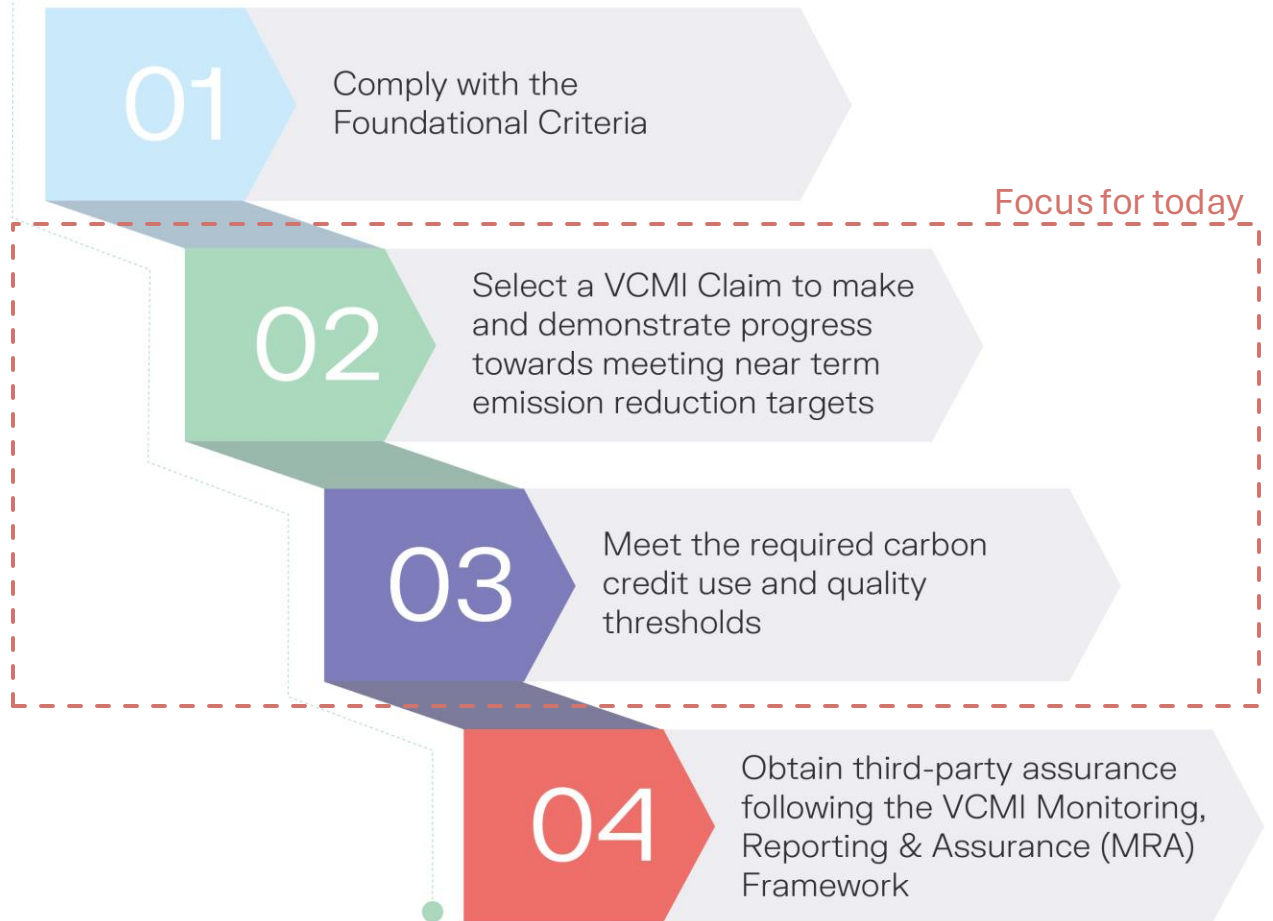 01
Comply with the
Foundational Criteria
Focus for today
02
Select a VCMI Claim to make
and demonstrate progress
towards meeting near term
emission reduction targets
03
Meet the required carbon
credit use and quality
thresholds
04
Obtain third-party assurance
following the VCMI Monitoring,
Reporting & Assurance (MRA)
Framework